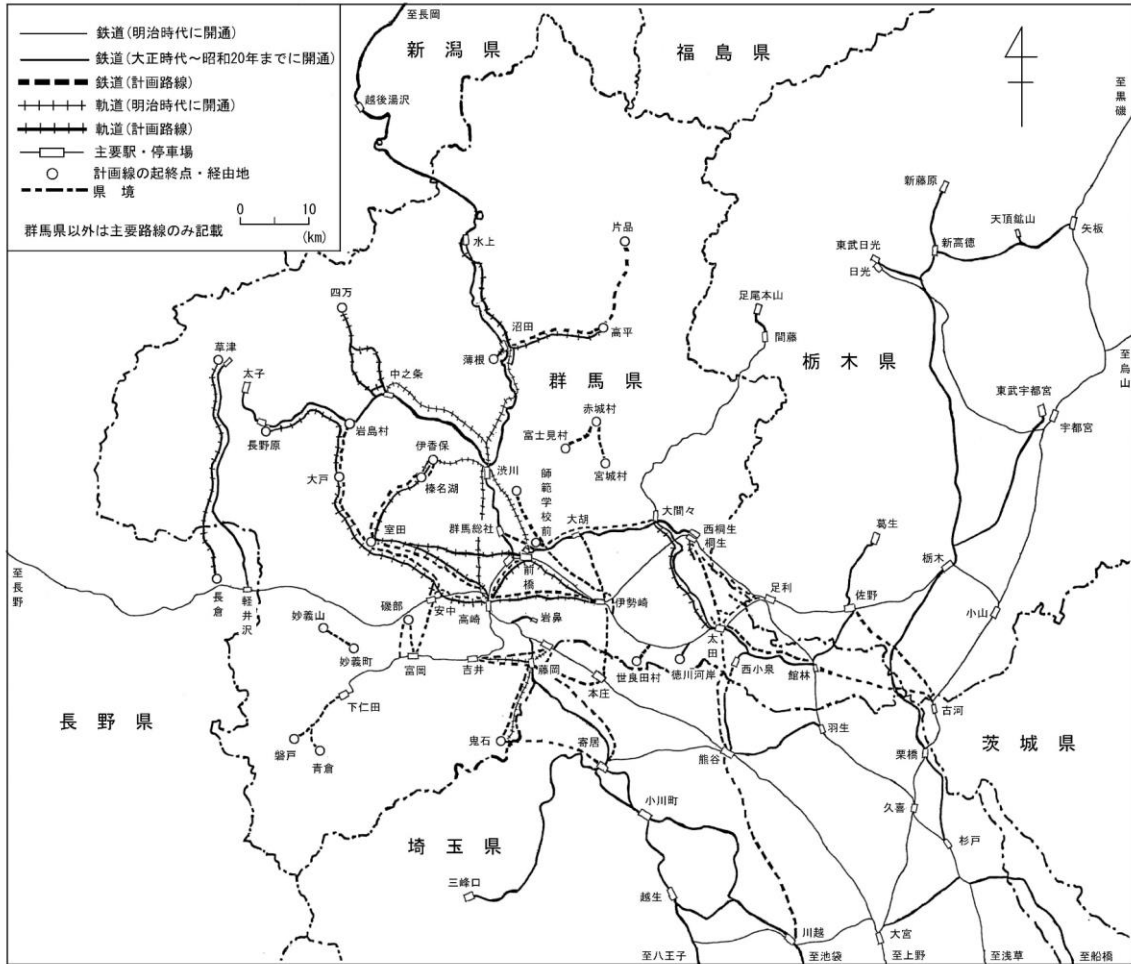 鉄道(明治時代に開通)
鉄道(大正時代～昭和20年までに開通)
鉄道(計画路線)
軌道(明治時代に開通)
軌道(計画路線)
主要駅・停車場
計画線の起終点・経由地
県　境
群馬県以外は主要路線のみ記載
0
10
(km)
至長岡
新潟県
福島県
越後湯沢
至黒磯
新藤原
天頂鉱山
矢板
片品
東武日光
日光
新高徳
水上
四万
足尾本山
間藤
沼田
高平
薄根
栃木県
草津
太子
中之条
群馬県
至烏山
東武宇都宮
宇都宮
赤城村
富士見村
宮城村
長野原
岩島村
伊香保
渋川
師範学校前
榛名湖
大戸
大胡
大間々
西桐生
桐生
葛生
室田
群馬総社
前橋
至長野
長倉
軽井沢
磯部
安中
高崎
岩鼻
伊勢崎
足利
佐野
栃木
小山
妙義山
妙義町
富岡
吉井
藤岡
太田
世良田村
徳川河岸
西小泉
館林
本庄
古河
長野県
下仁田
磐戸
青倉
鬼石
寄居
熊谷
羽生
栗橋
茨城県
小川町
久喜
杉戸
埼玉県
三峰口
越生
川越
大宮
至八王子
至池袋
至上野
至浅草
至船橋